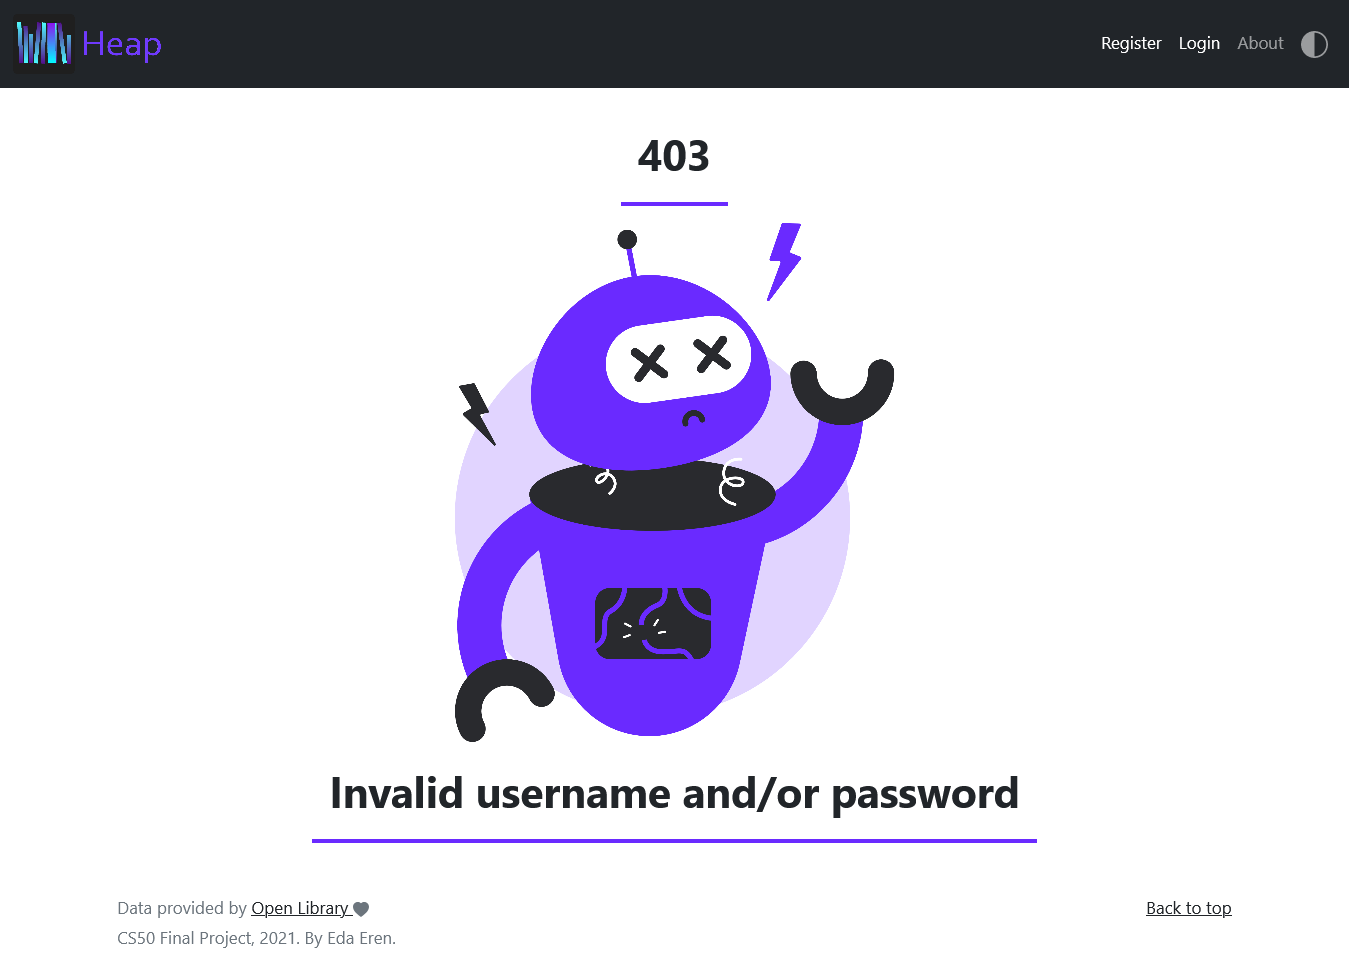 Heap
Register Login About
403
Invalid username and/or password
Data provided by Open Library
Back to top
CS50 Final Project, 2021. By Eda Eren.